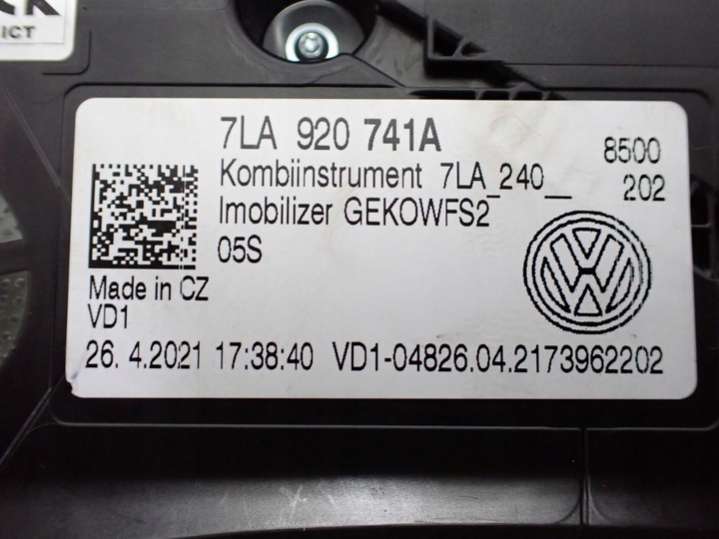 ICT
7LA 920 741A
8500
Kombiinstrument 7LA_240__
202
Imobilizer GEKOWFS2
05S
Made in CZ
VD1
26. 4.2021 17:38:40 VD1-04826.04.2173962202